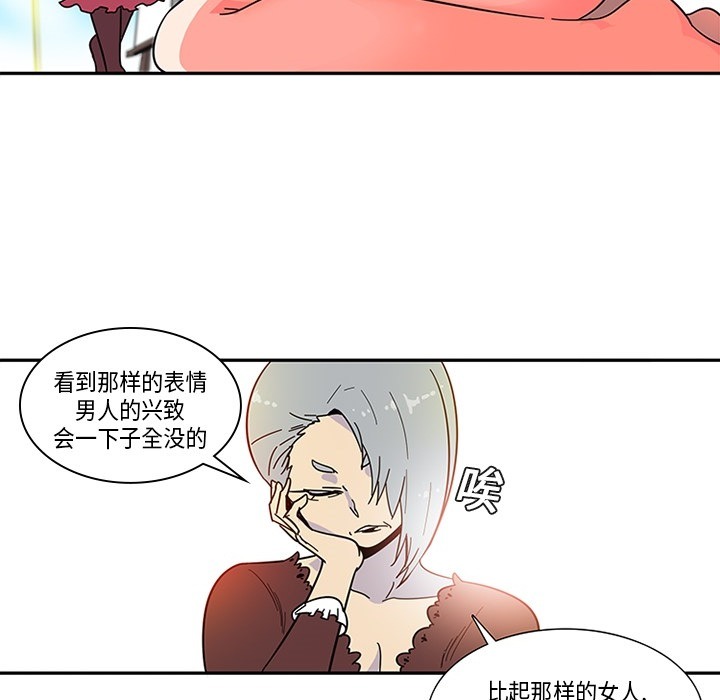 看到那样的表情
男人的兴致
会一下子全没的
唉
比起那样的女人，